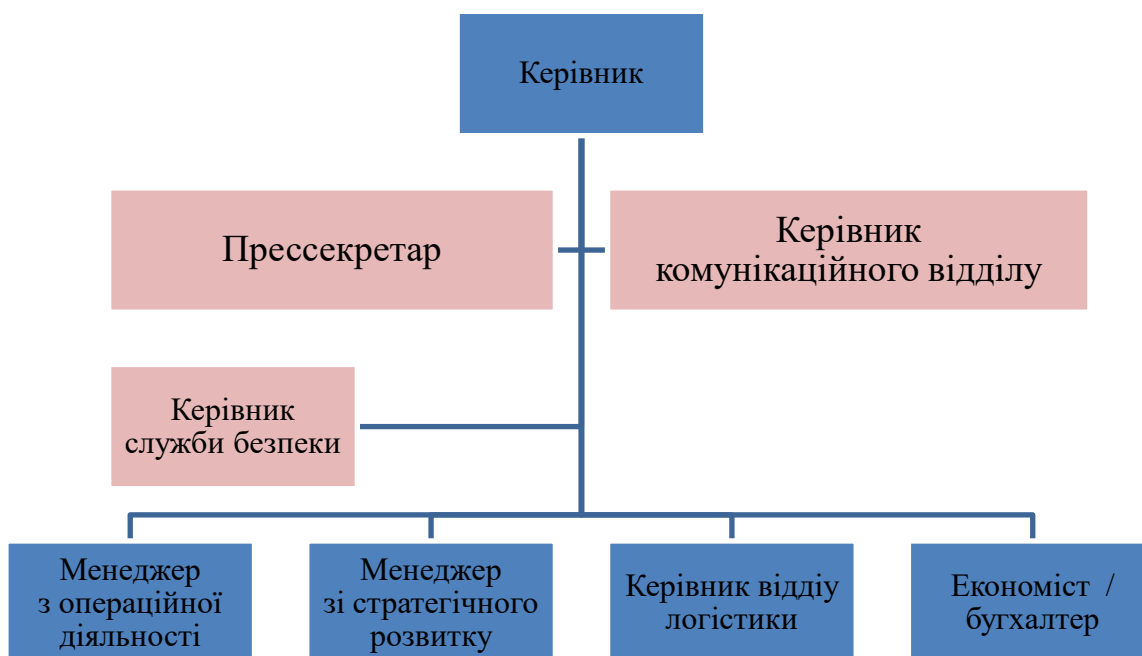 Керівник
Прессекретар
Керівник
комунікаційного відділу
Керівник
служби безпеки
Менеджер
з операційної
діяльності
Менеджер
зі стратегічного
розвитку
Керівник віддіу
логістики
Економіст /
бугхалтер